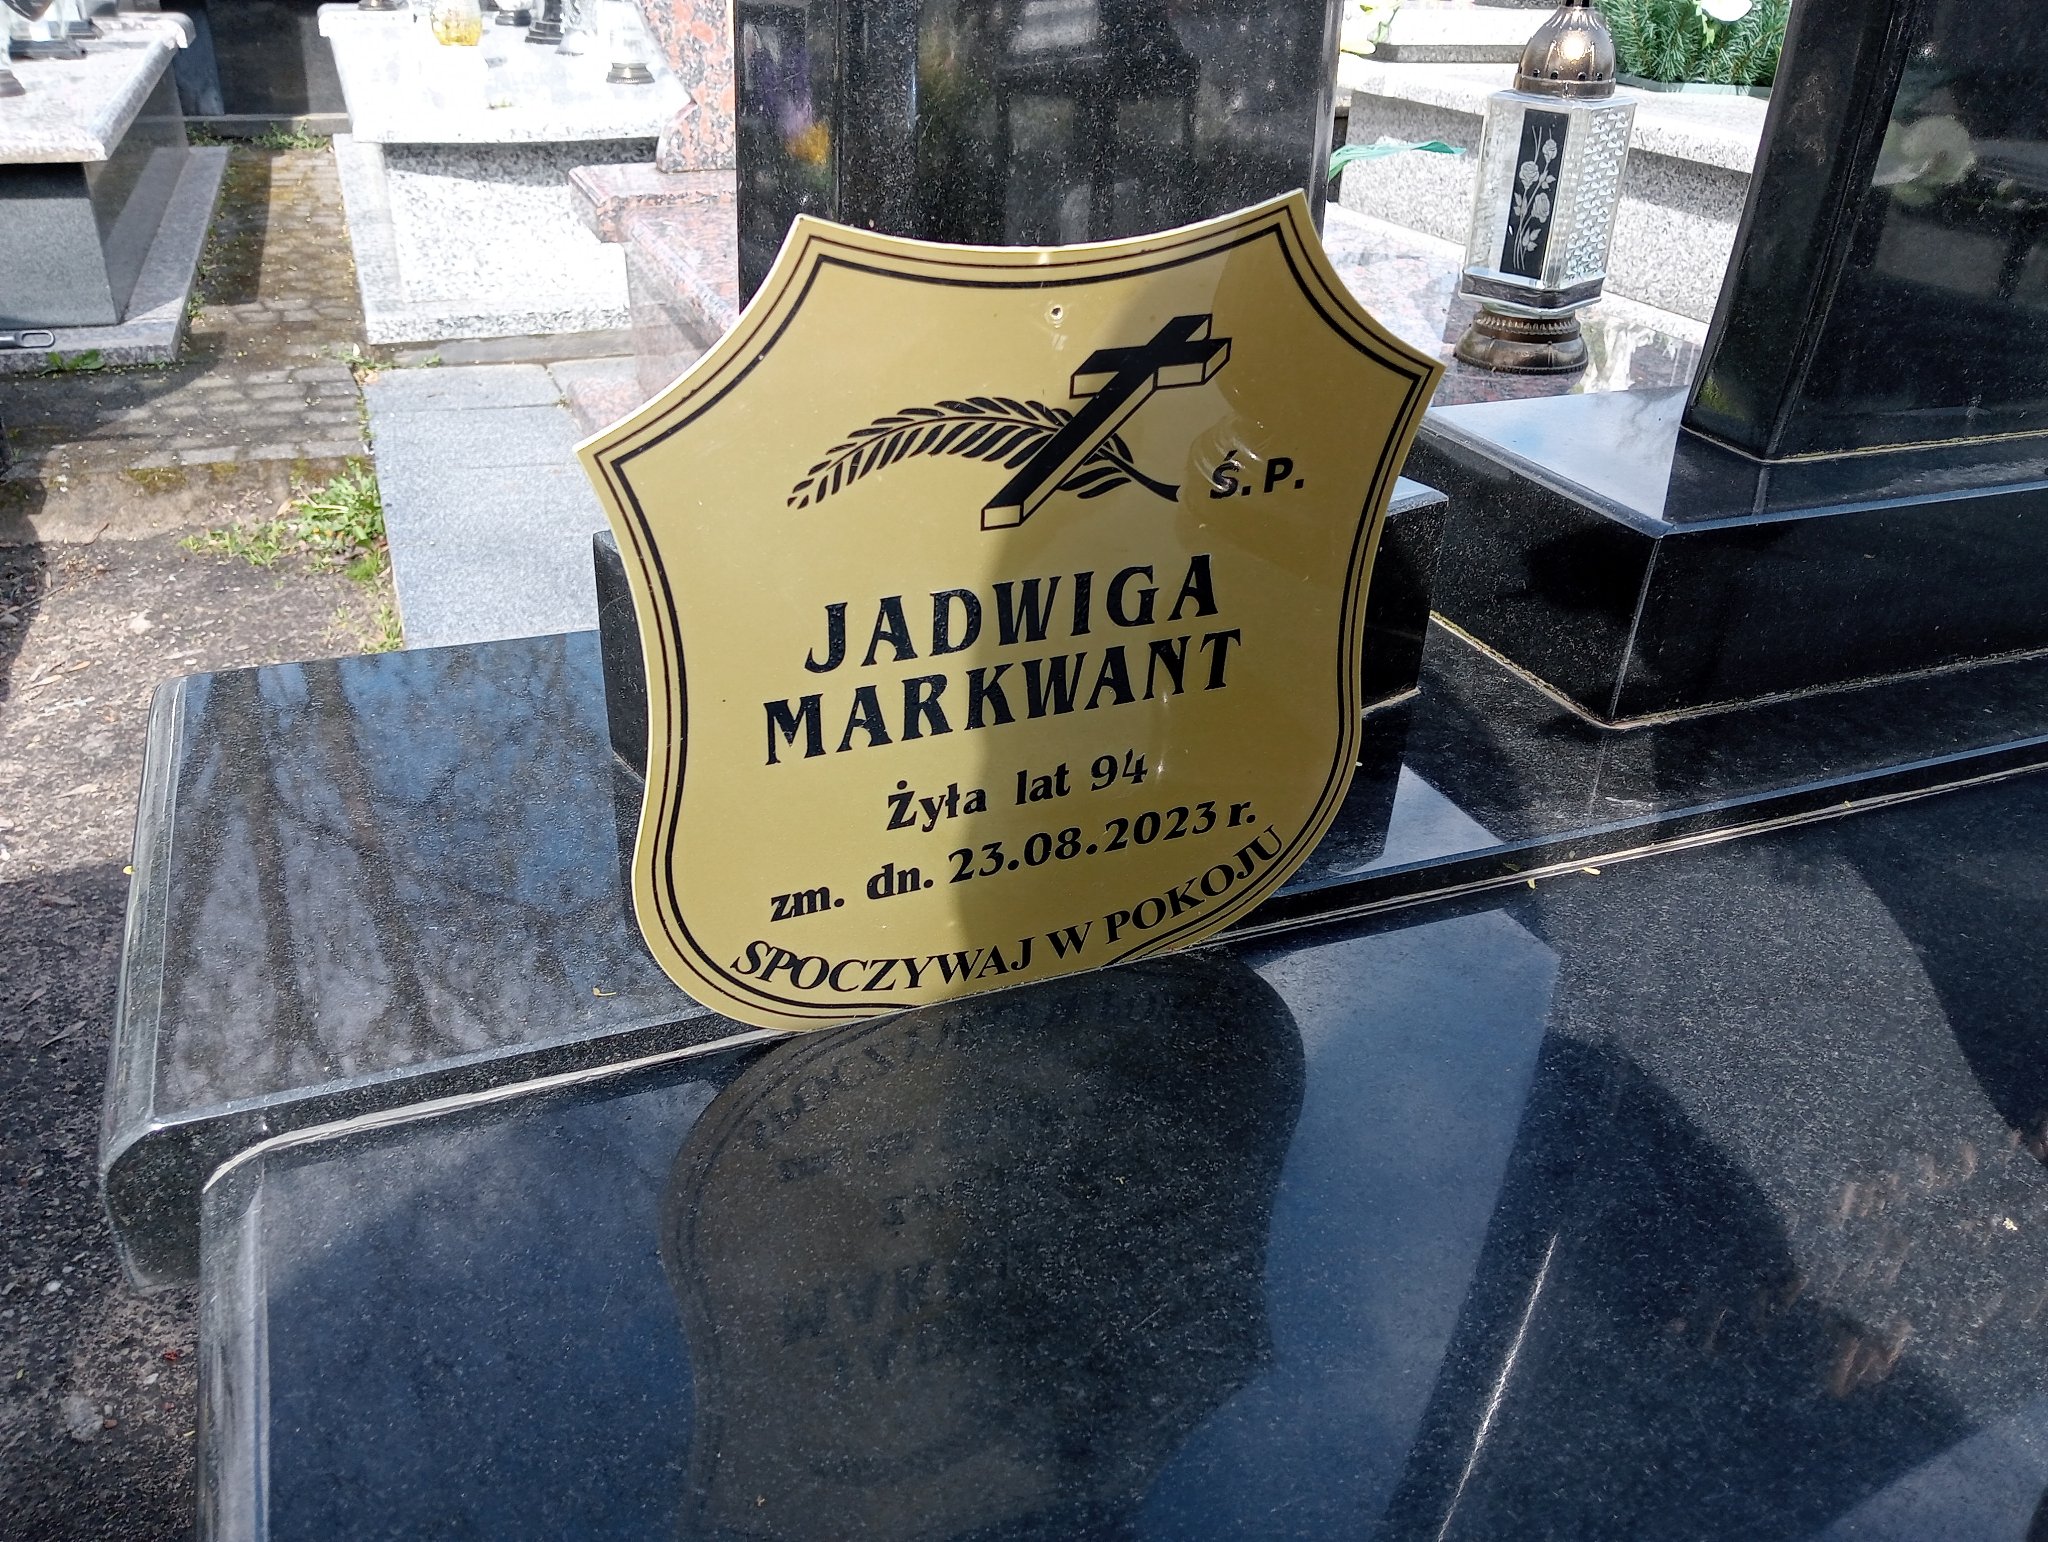 Ś. P.
JADWIGA
MARKWANT
Żyła lat 94
zm. dn. 23.08.2023 r.
SPOCZYWAJ W POKOJU